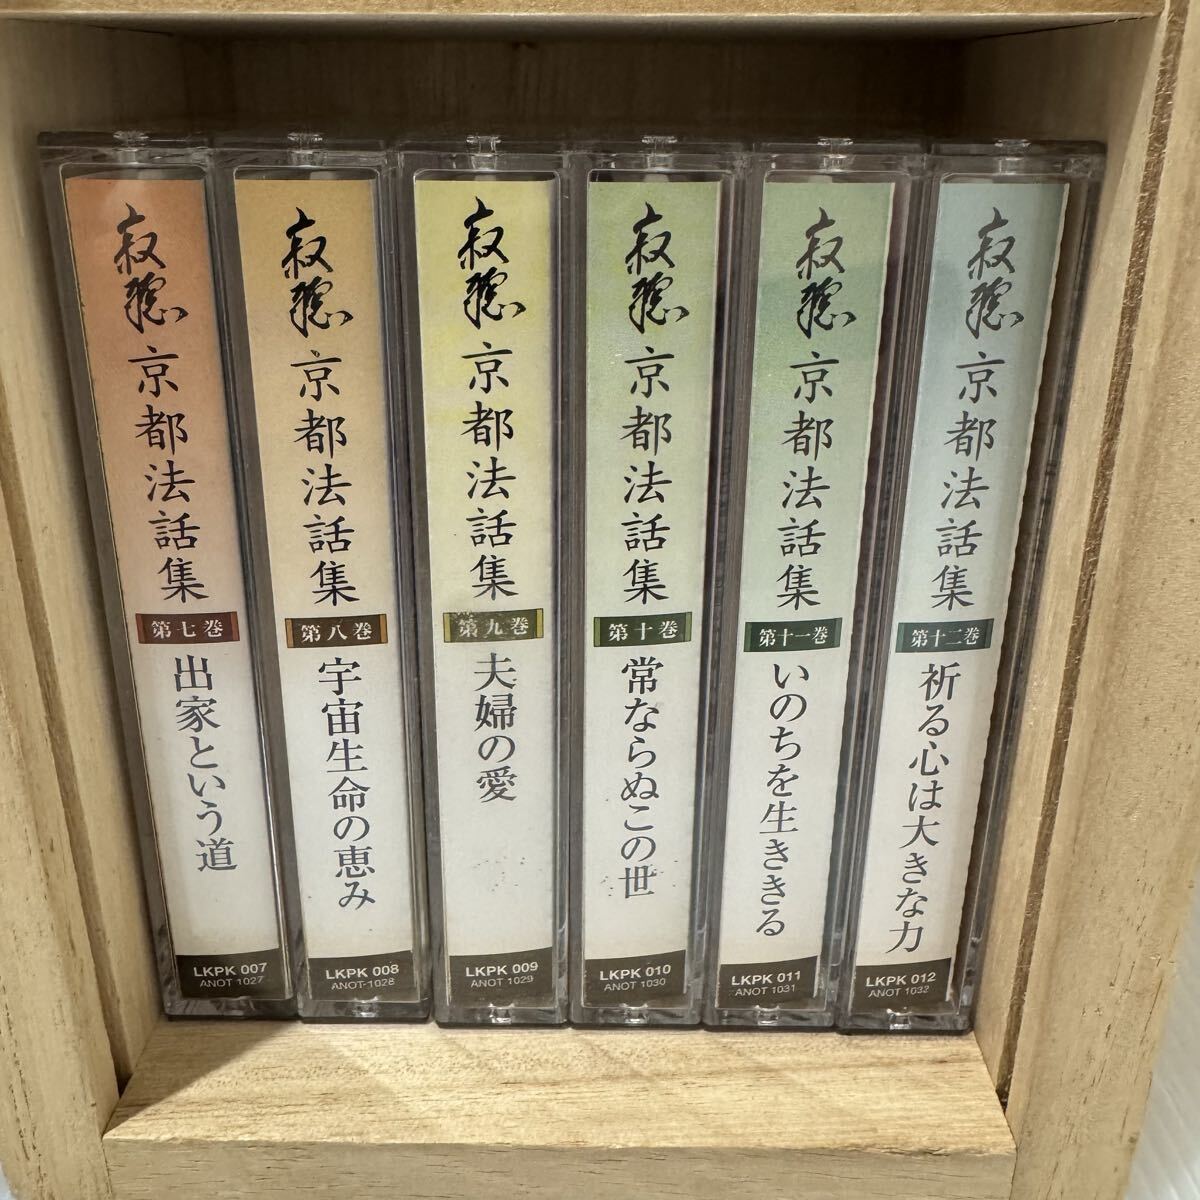 寂聴
京都法話集
第七巻
出家という道
LKPK 007
ANOT 1027
寂聴
京都法話集
第八巻
宇宙生命の恵み
LKPK 008
ANOT-1028
寂聴
京都法話集
第九巻
夫婦の愛
LKPK 009
ANOT 1029
寂聴
京都法話集
第十巻
常ならぬこの世
LKPK 010
ANOT 1030
寂聴
京都法話集
第十一巻
いのちを生ききる
LKPK 011
ANOT 1031
寂聴
京都法話集
第十二巻
祈る心は大きな力
LKPK 012
ANOT 1032